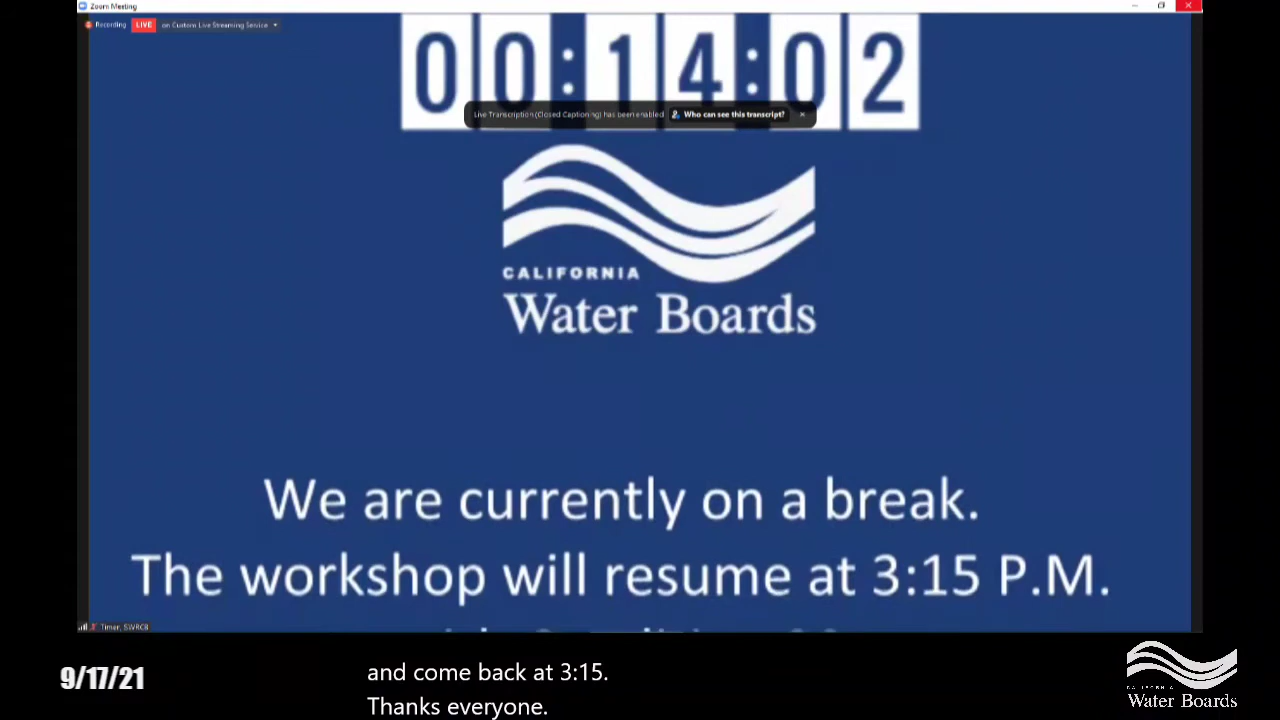 Zoom Meeting
Recording LIVE on Custom Live Streaming Service
00:14:02
Live Transcription (Closed Captioning) has been enabled Who can see this transcript?
CALIFORNIA
Water Boards
We are currently on a break.
The workshop will resume at 3:15 P.M.
Timer, SWRCB
9/17/21
and come back at 3:15.
Thanks everyone.
CALIFORNIA
Water Boards